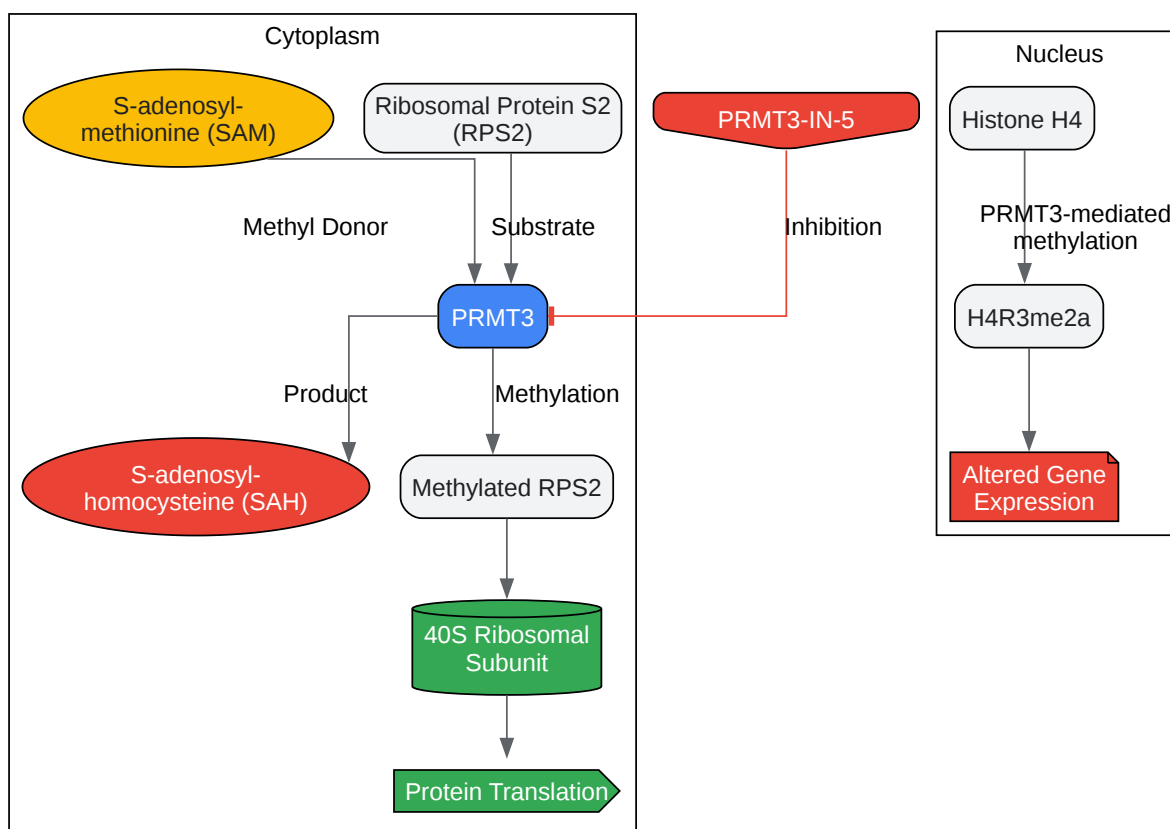 Cytoplasm
S-adenosyl-
methionine (SAM)
Ribosomal Protein S2
(RPS2)
PRMT3-IN-5
Nucleus
Histone H4
Methyl Donor
Substrate
Inhibition
PRMT3-mediated
methylation
PRMT3
H4R3me2a
Product
Methylation
S-adenosyl-
homocysteine (SAH)
Methylated RPS2
Altered Gene
Expression
40S Ribosomal
Subunit
Protein Translation